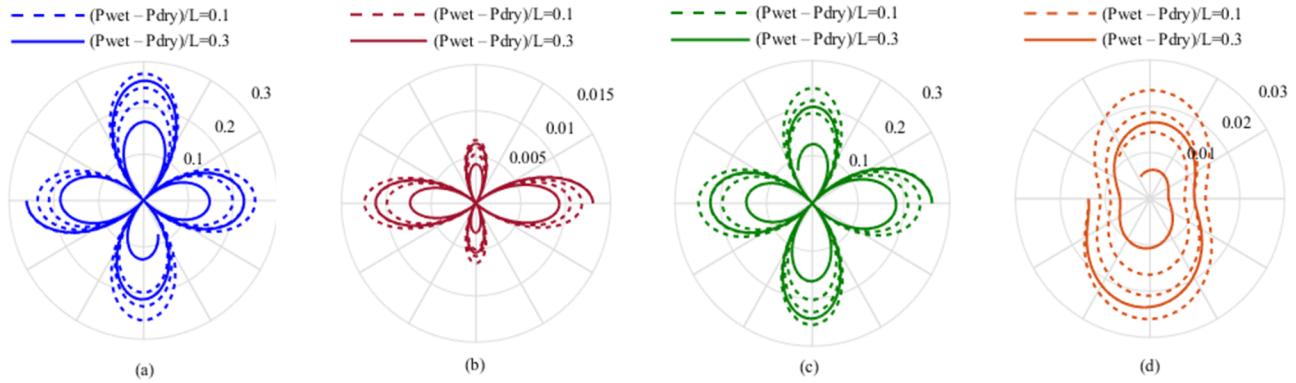 (Pwet – Pdry)/L=0.1
(Pwet – Pdry)/L=0.3
0.3
0.2
0.1
(a)
(Pwet – Pdry)/L=0.1
(Pwet – Pdry)/L=0.3
0.015
0.01
0.005
(b)
(Pwet – Pdry)/L=0.1
(Pwet – Pdry)/L=0.3
0.3
0.2
0.1
(c)
(Pwet – Pdry)/L=0.1
(Pwet – Pdry)/L=0.3
0.03
0.02
0.01
(d)